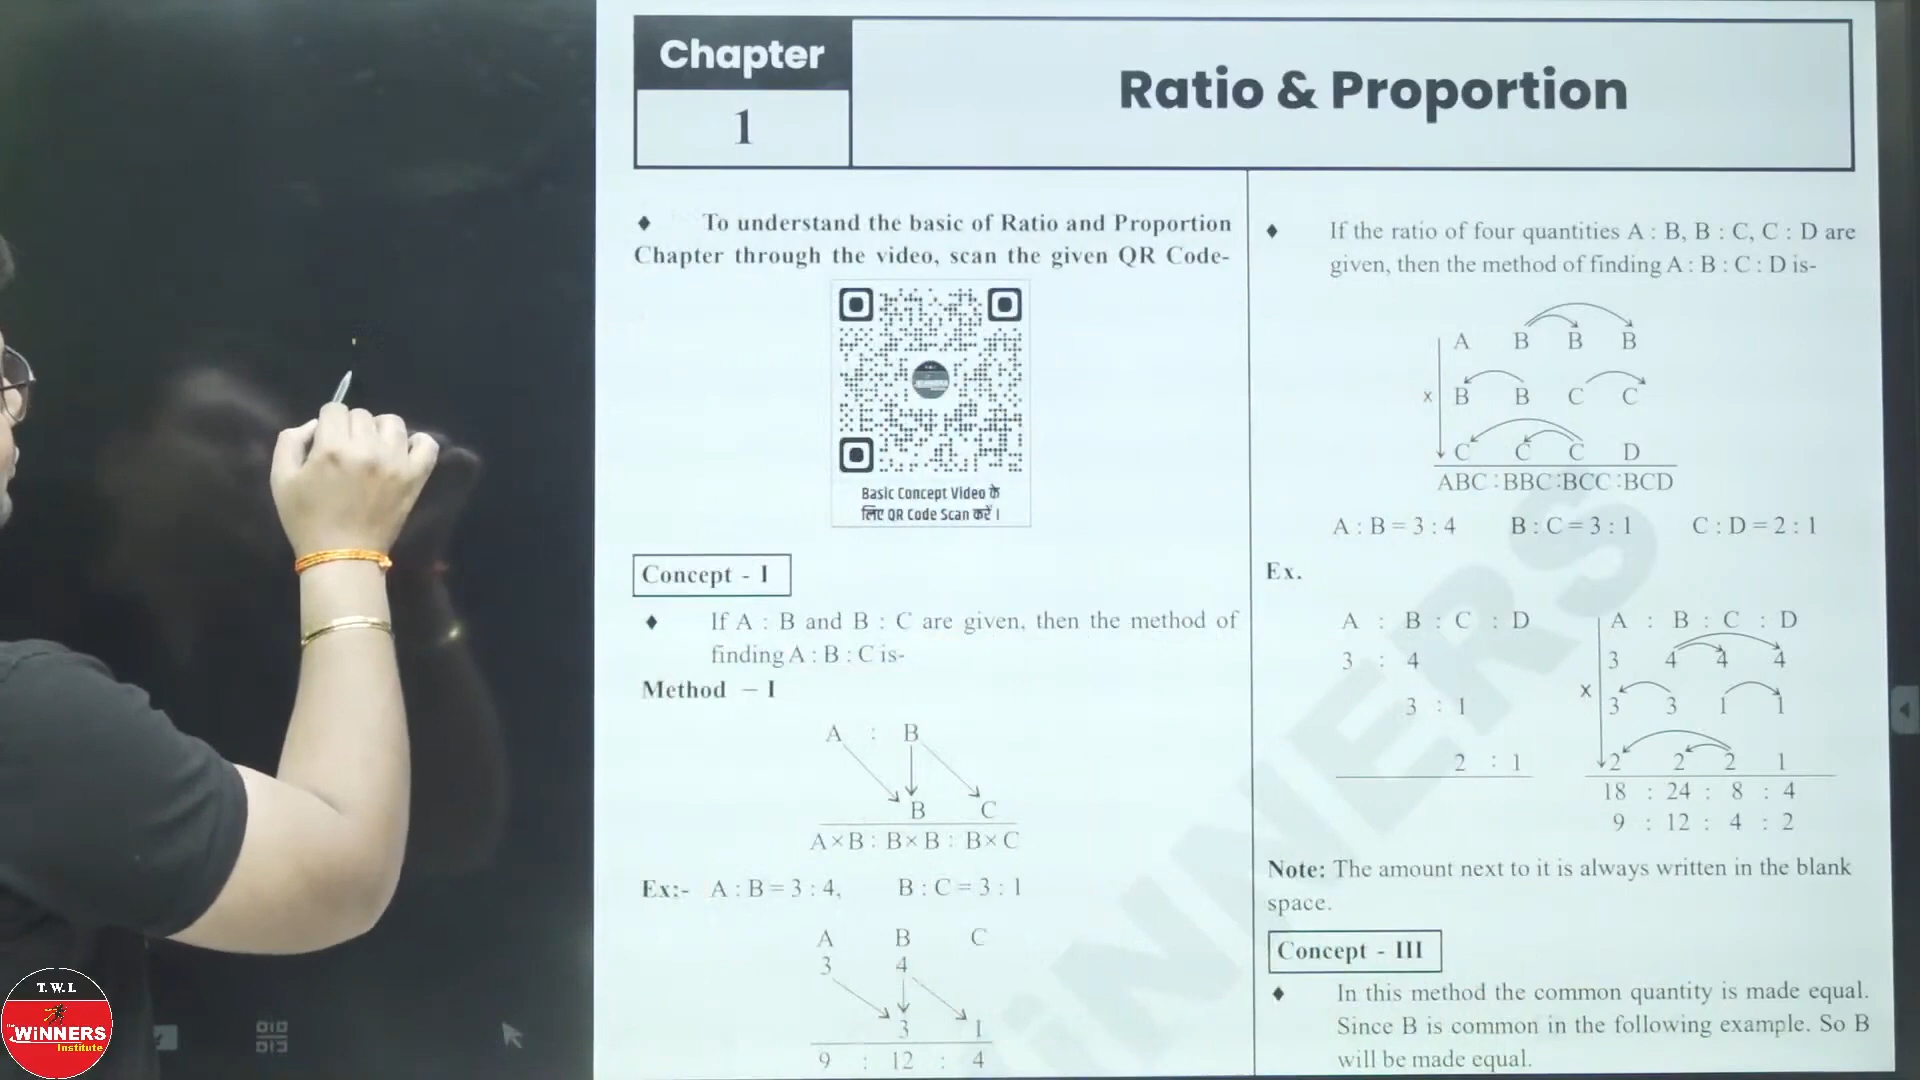 Chapter
1
Ratio & Proportion
♦ To understand the basic of Ratio and Proportion
Chapter through the video, scan the given QR Code-
WiNNERS
Basic Concept Video के
लिए QR Code Scan करें ।
Concept - I
♦ If A : B and B : C are given, then the method of
finding A : B : C is-
Method – I
A : B
B C
A×B : B×B : B×C
Ex:- A : B = 3 : 4, B : C = 3 : 1
A B C
3 4
3 1
9 : 12 : 4
♦ If the ratio of four quantities A : B, B : C, C : D are
given, then the method of finding A : B : C : D is-
A B B B
x B B C C
C C C D
ABC : BBC : BCC : BCD
A : B = 3 : 4 B : C = 3 : 1 C : D = 2 : 1
Ex.
A : B : C : D
3 : 4
3 : 1
2 : 1
A : B : C : D
3 4 4 4
x 3 3 1 1
2 2 2 1
18 : 24 : 8 : 4
9 : 12 : 4 : 2
Note: The amount next to it is always written in the blank
space.
Concept - III
♦ In this method the common quantity is made equal.
Since B is common in the following example. So B
will be made equal.
WiNNERS
T.W.I.
The
WiNNERS
Institute